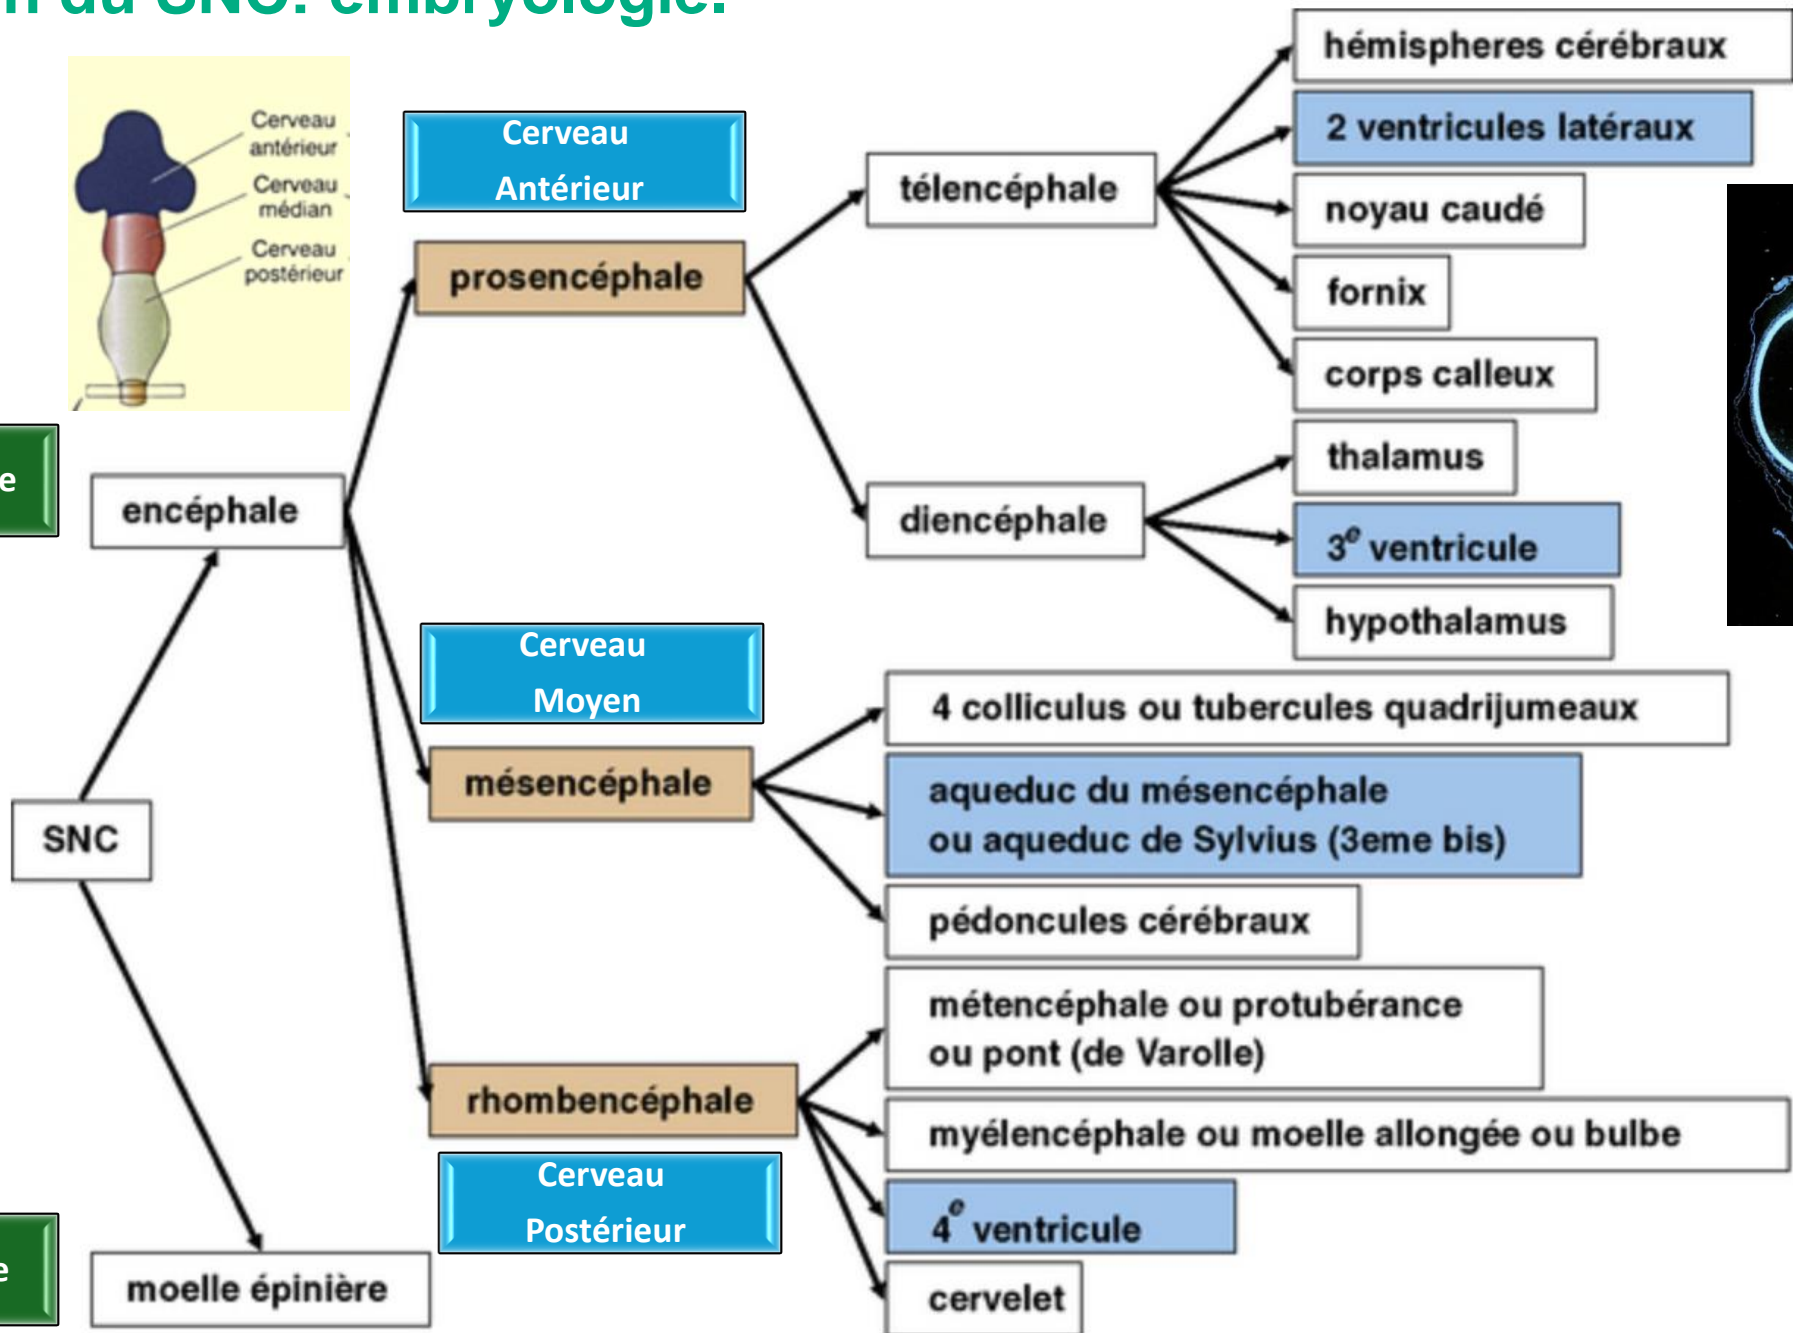 n du SNC: embryologie.
Cerveau
antérieur
Cerveau
médian
Cerveau
postérieur
Cerveau
Antérieur
prosencéphale
télencéphale
hémispheres cérébraux
2 ventricules latéraux
noyau caudé
fornix
corps calleux
diencéphale
thalamus
3e ventricule
hypothalamus
e
encéphale
Cerveau
Moyen
mésencéphale
4 colliculus ou tubercules quadrijumeaux
aqueduc du mésencéphale
ou aqueduc de Sylvius (3eme bis)
pédoncules cérébraux
SNC
rhombencéphale
métencéphale ou protubérance
ou pont (de Varolle)
myélencéphale ou moelle allongée ou bulbe
4e ventricule
cervelet
Cerveau
Postérieur
e
moelle épinière